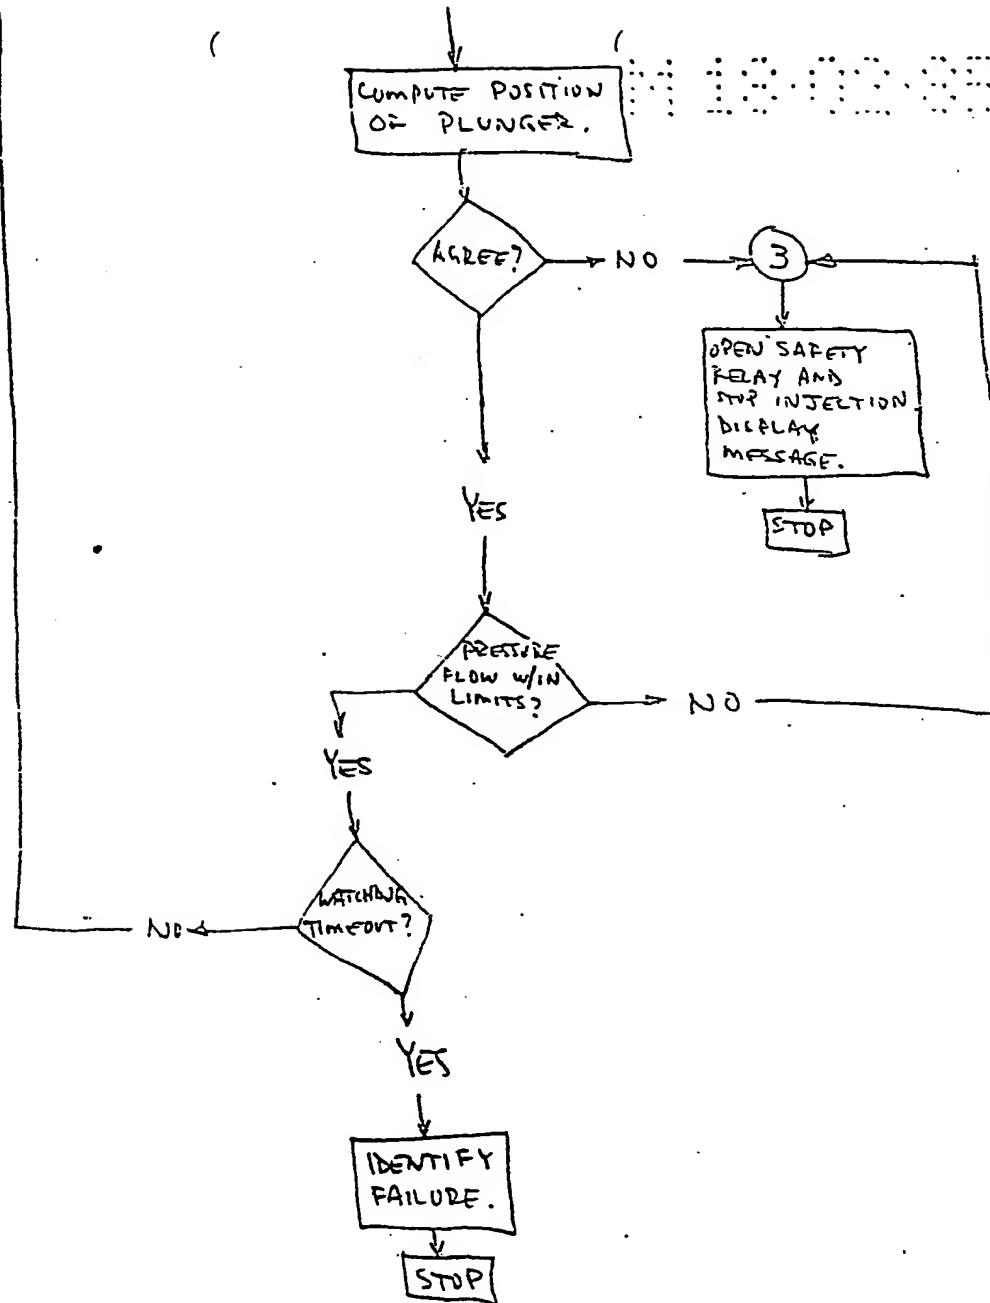 COMPUTE POSITION
OF PLUNGER.
AGREE?
NO
3
OPEN SAFETY
RELAY AND
STOP INJECTION
DISPLAY
MESSAGE.
STOP
YES
PRESSURE
FLOW W/IN
LIMITS?
NO
YES
WATCHDOG
TIMEOUT?
NO
YES
IDENTIFY
FAILURE.
STOP